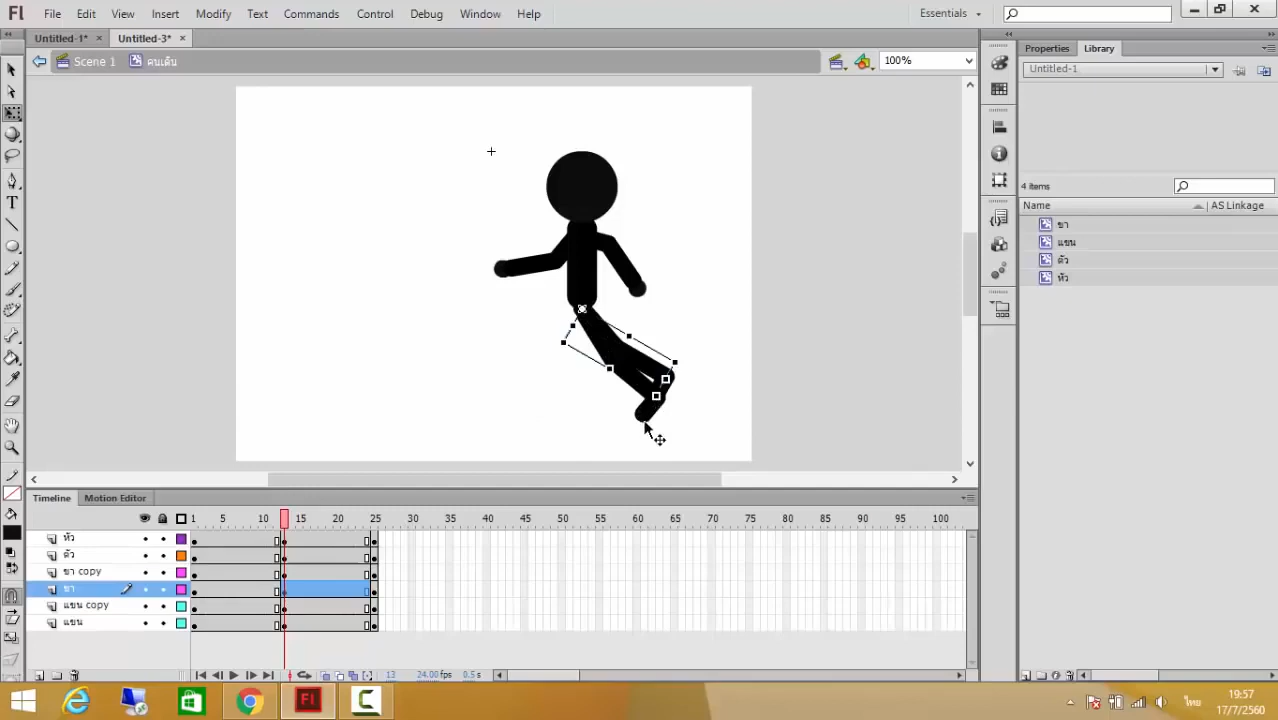 Fl File Edit View Insert Modify Text Commands Control Debug Window Help Essentials
Untitled-1* × Untitled-3* × Properties Library
Scene 1 คนเดิน 100% Untitled-1
4 items
Name AS Linkage
ขา
แขน
ตัว
หัว
Timeline Motion Editor
1 5 10 15 20 25 30 35 40 45 50 55 60 65 70 75 80 85 90 95 100
หัว
ตัว
ขา copy
ขา
แขน copy
แขน
13 24.00fps 0.5 s
Fl ไทย 19:57
17/7/2560